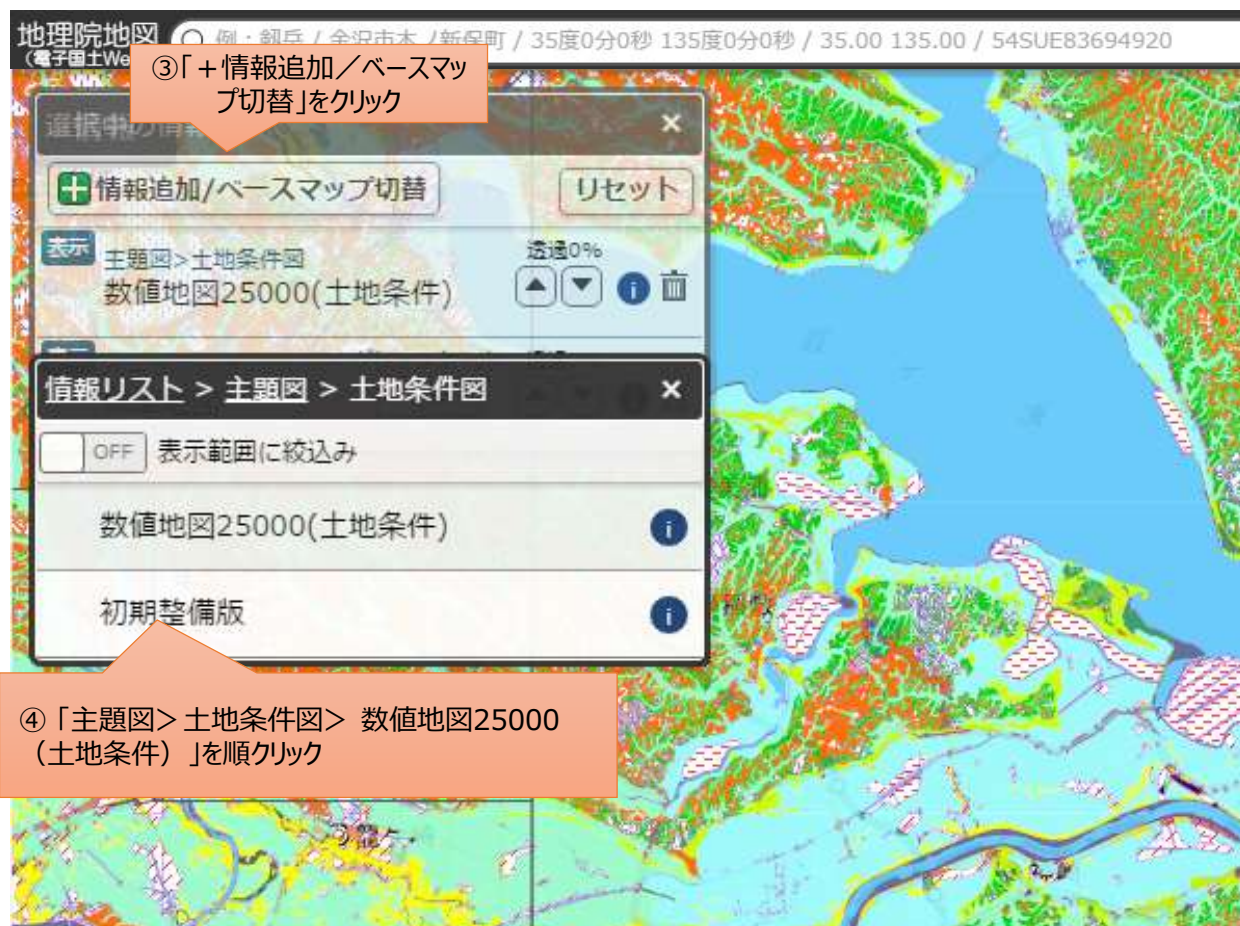 地理院地図
(電子国土We
例：剱岳 / 金沢市木ノ新保町 / 35度0分0秒 135度0分0秒 / 35.00 135.00 / 54SUE83694920
③「＋情報追加／ベースマッ
プ切替」をクリック
選択中の情報
×
情報追加/ベースマップ切替
リセット
表示
主題図>土地条件図
数値地図25000(土地条件)
透過0%
情報リスト > 主題図 > 土地条件図
×
OFF 表示範囲に絞込み
数値地図25000(土地条件)
i
初期整備版
i
④「主題図＞土地条件図＞ 数値地図25000
（土地条件）」を順クリック